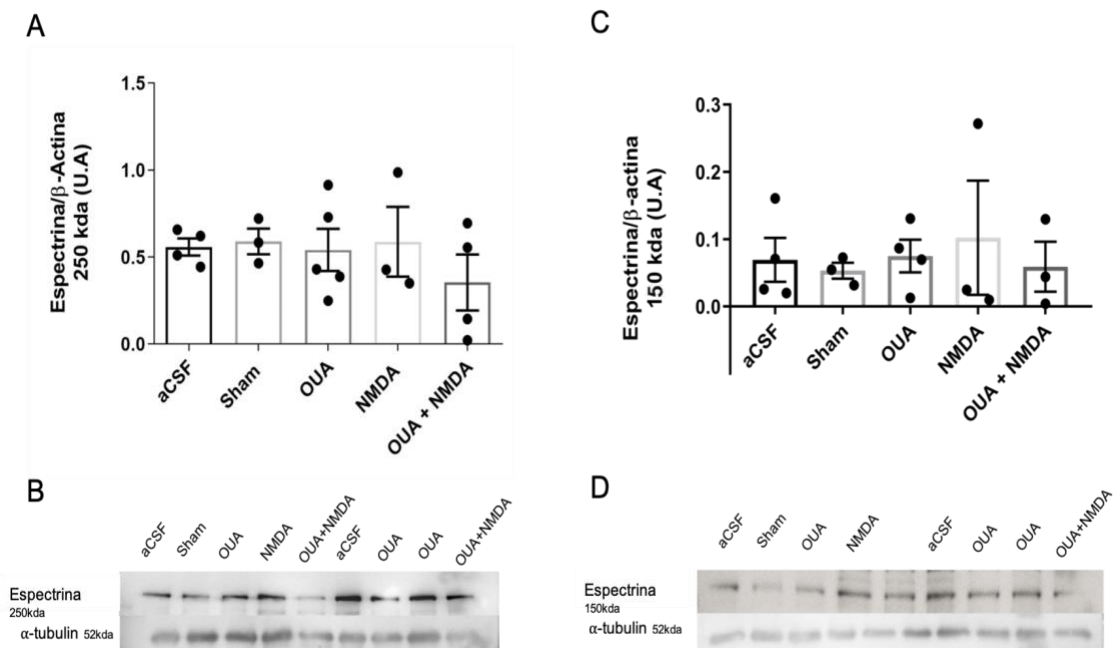 A
Espectrina/β-Actina
250 kda (U.A)
1.5
1.0
0.5
0.0
aCSF
Sham
OUA
NMDA
OUA + NMDA
C
Espectrina/β-actina
150 kda (U.A)
0.3
0.2
0.1
0.0
aCSF
Sham
OUA
NMDA
OUA + NMDA
B
aCSF
Sham
OUA
NMDA
OUA+NMDA
aCSF
OUA
OUA
OUA+NMDA
Espectrina
250kda
α-tubulin 52kda
D
aCSF
Sham
OUA
NMDA
aCSF
OUA
OUA
OUA+NMDA
Espectrina
150kda
α-tubulin 52kda